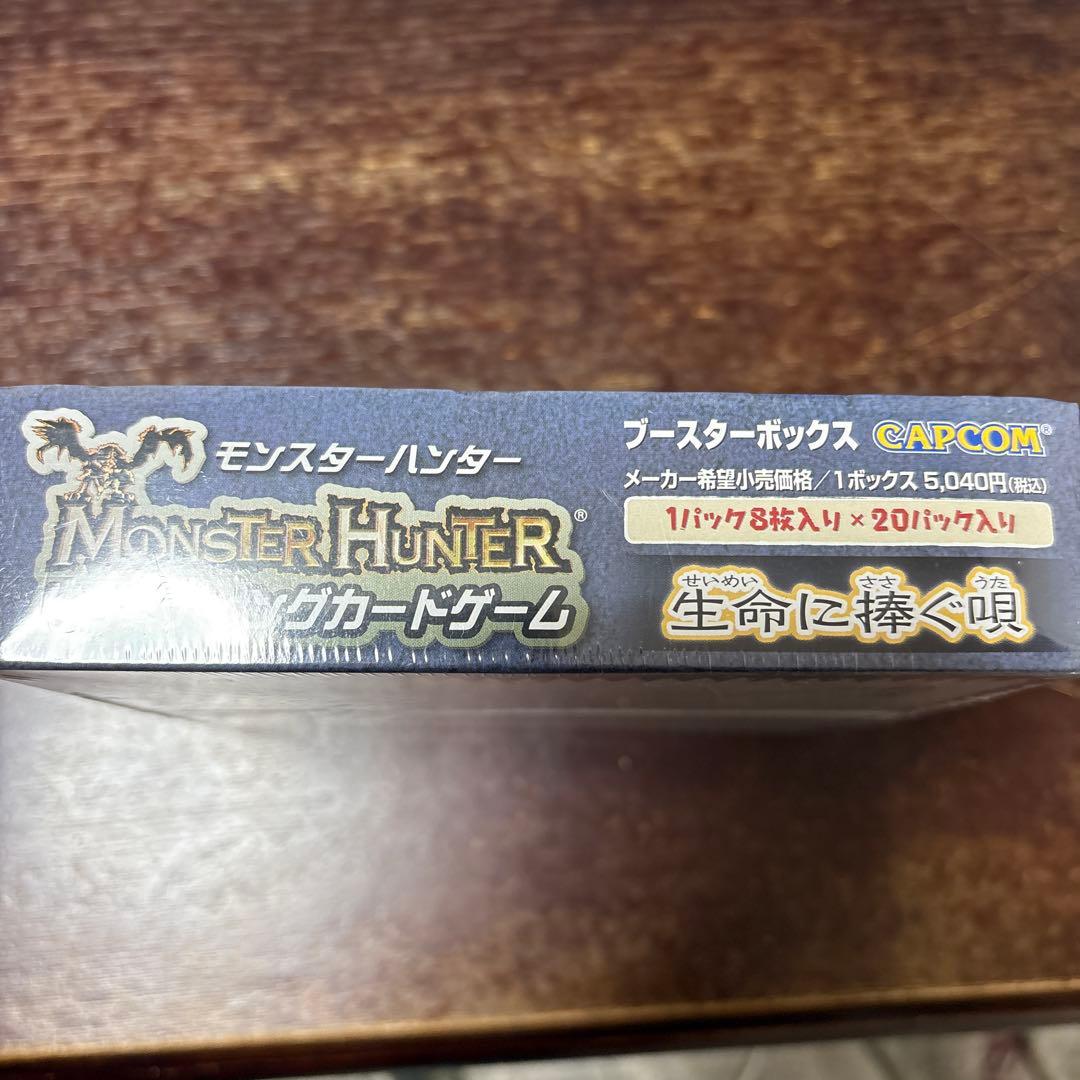 モンスターハンター
MONSTER HUNTER®
ングカードゲーム
ブースターボックス CAPCOM®
メーカー希望小売価格/1ボックス 5,040円(税込)
1パック8枚入り×20パック入り
せいめい ささ うた
生命に捧ぐ唄